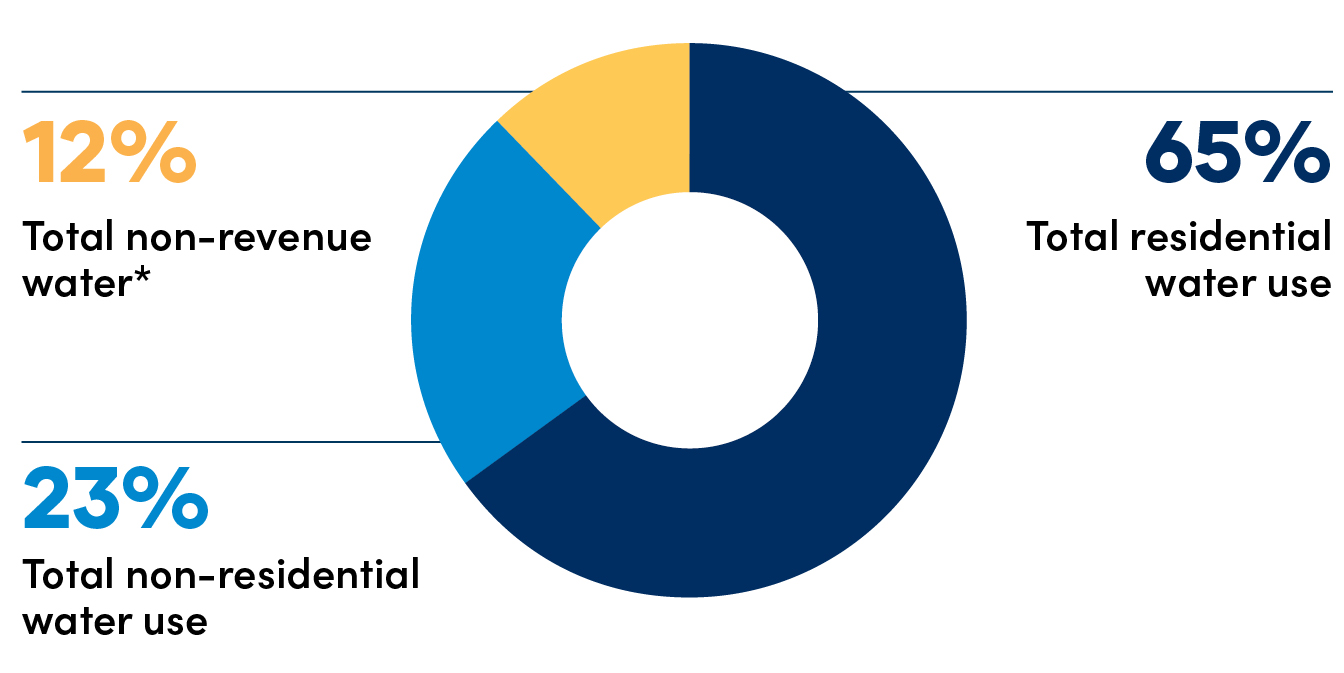 12%
Total non-revenue
water*
65%
Total residential
water use
23%
Total non-residential
water use